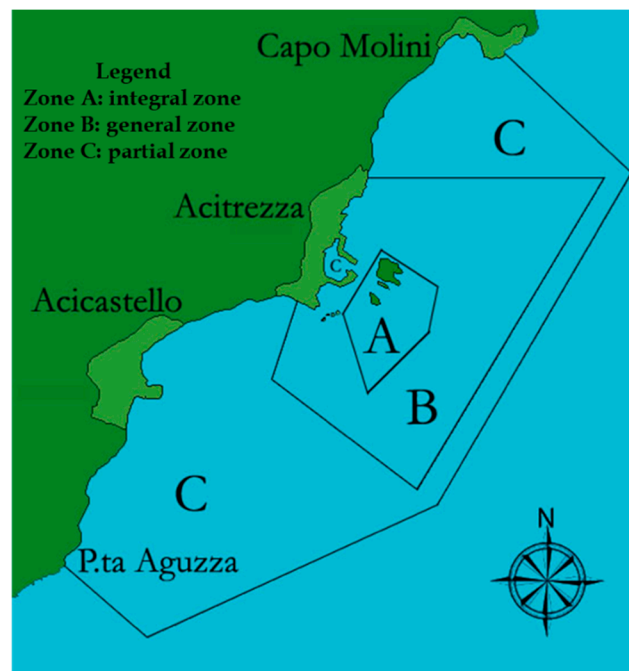 Capo Molini
Legend
Zone A: integral zone
Zone B: general zone
Zone C: partial zone
C
Acitrezza
C
Acicastello
A
B
C
N
P.ta Aguzza